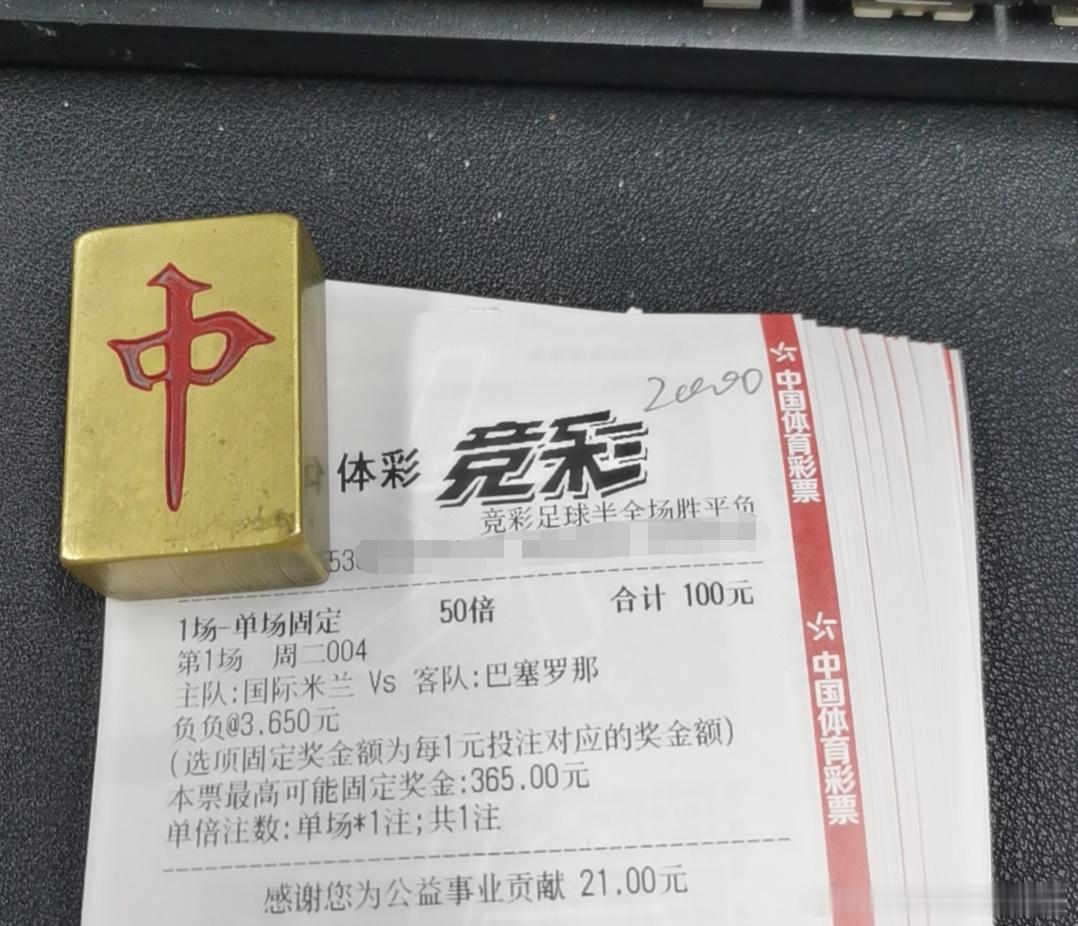 中
20000
体彩 竞彩
竞彩足球半全场胜平负
53
1场-单场固定 50倍 合计 100元
第1场 周二004
主队:国际米兰 Vs 客队:巴塞罗那
负负@3.650元
(选项固定奖金额为每1元投注对应的奖金额)
本票最高可能固定奖金:365.00元
单倍注数:单场*1注;共1注
感谢您为公益事业贡献 21.00元
中国体育彩票
中国体育彩票